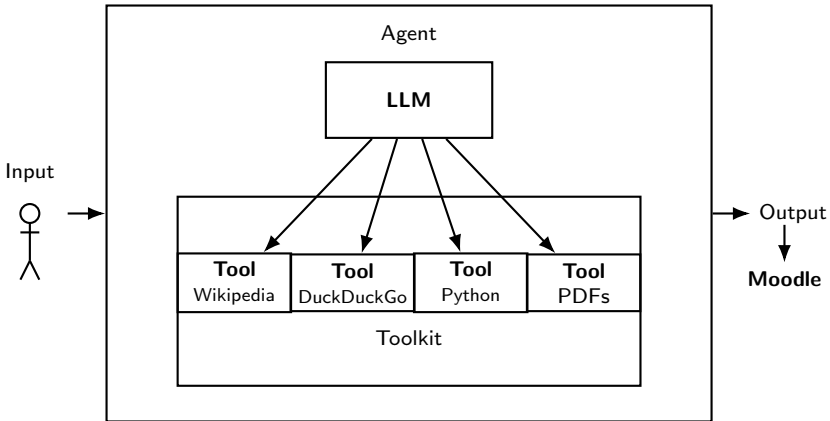 Agent
LLM
Input
Output
Moodle
Tool
Wikipedia
Tool
DuckDuckGo
Tool
Python
Tool
PDFs
Toolkit